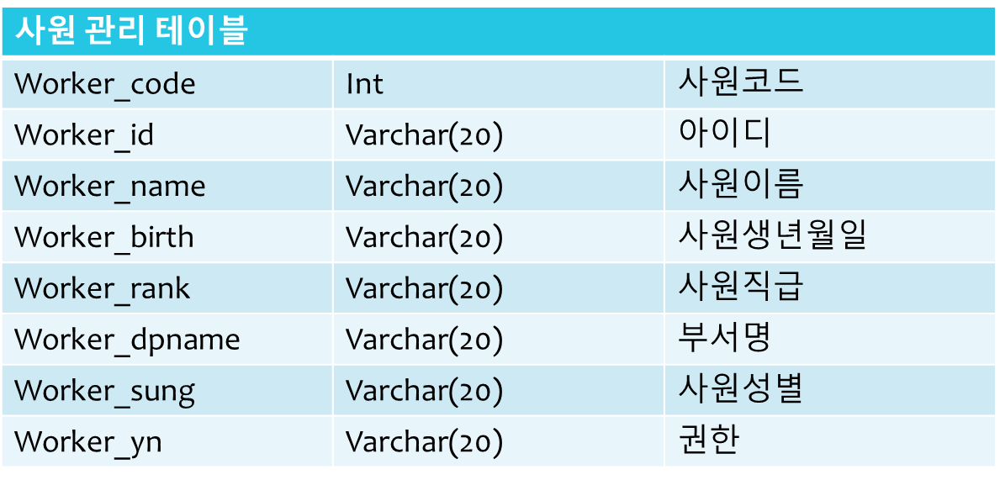 사원 관리 테이블
Worker_code Int 사원코드
Worker_id Varchar(20) 아이디
Worker_name Varchar(20) 사원이름
Worker_birth Varchar(20) 사원생년월일
Worker_rank Varchar(20) 사원직급
Worker_dpname Varchar(20) 부서명
Worker_sung Varchar(20) 사원성별
Worker_yn Varchar(20) 권한